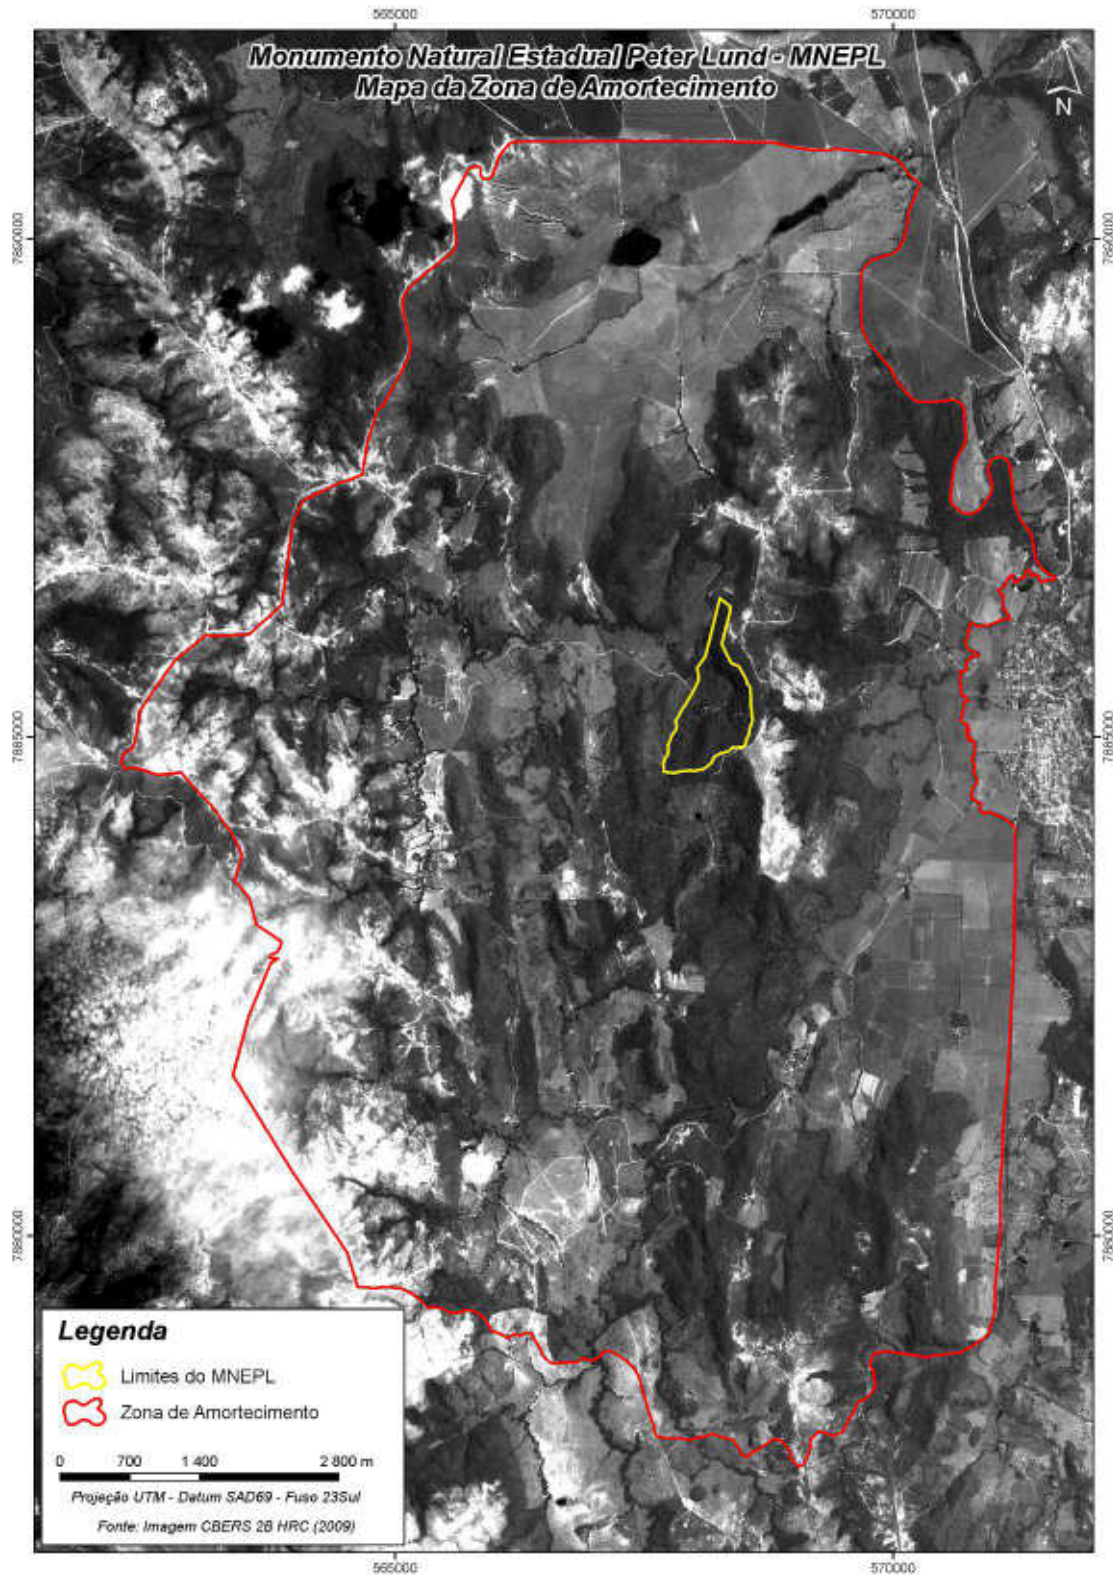 565000
570000
Monumento Natural Estadual Peter Lund - MNEPL
Mapa da Zona de Amortecimento
N
7890000
7890000
7885000
7885000
7880000
7880000
Legenda
Limites do MNEPL
Zona de Amortecimento
0 700 1 400 2 800 m
Projeção UTM - Datum SAD69 - Fuso 23Sul
Fonte: Imagem CBERS 2B HRC (2009)
565000
570000